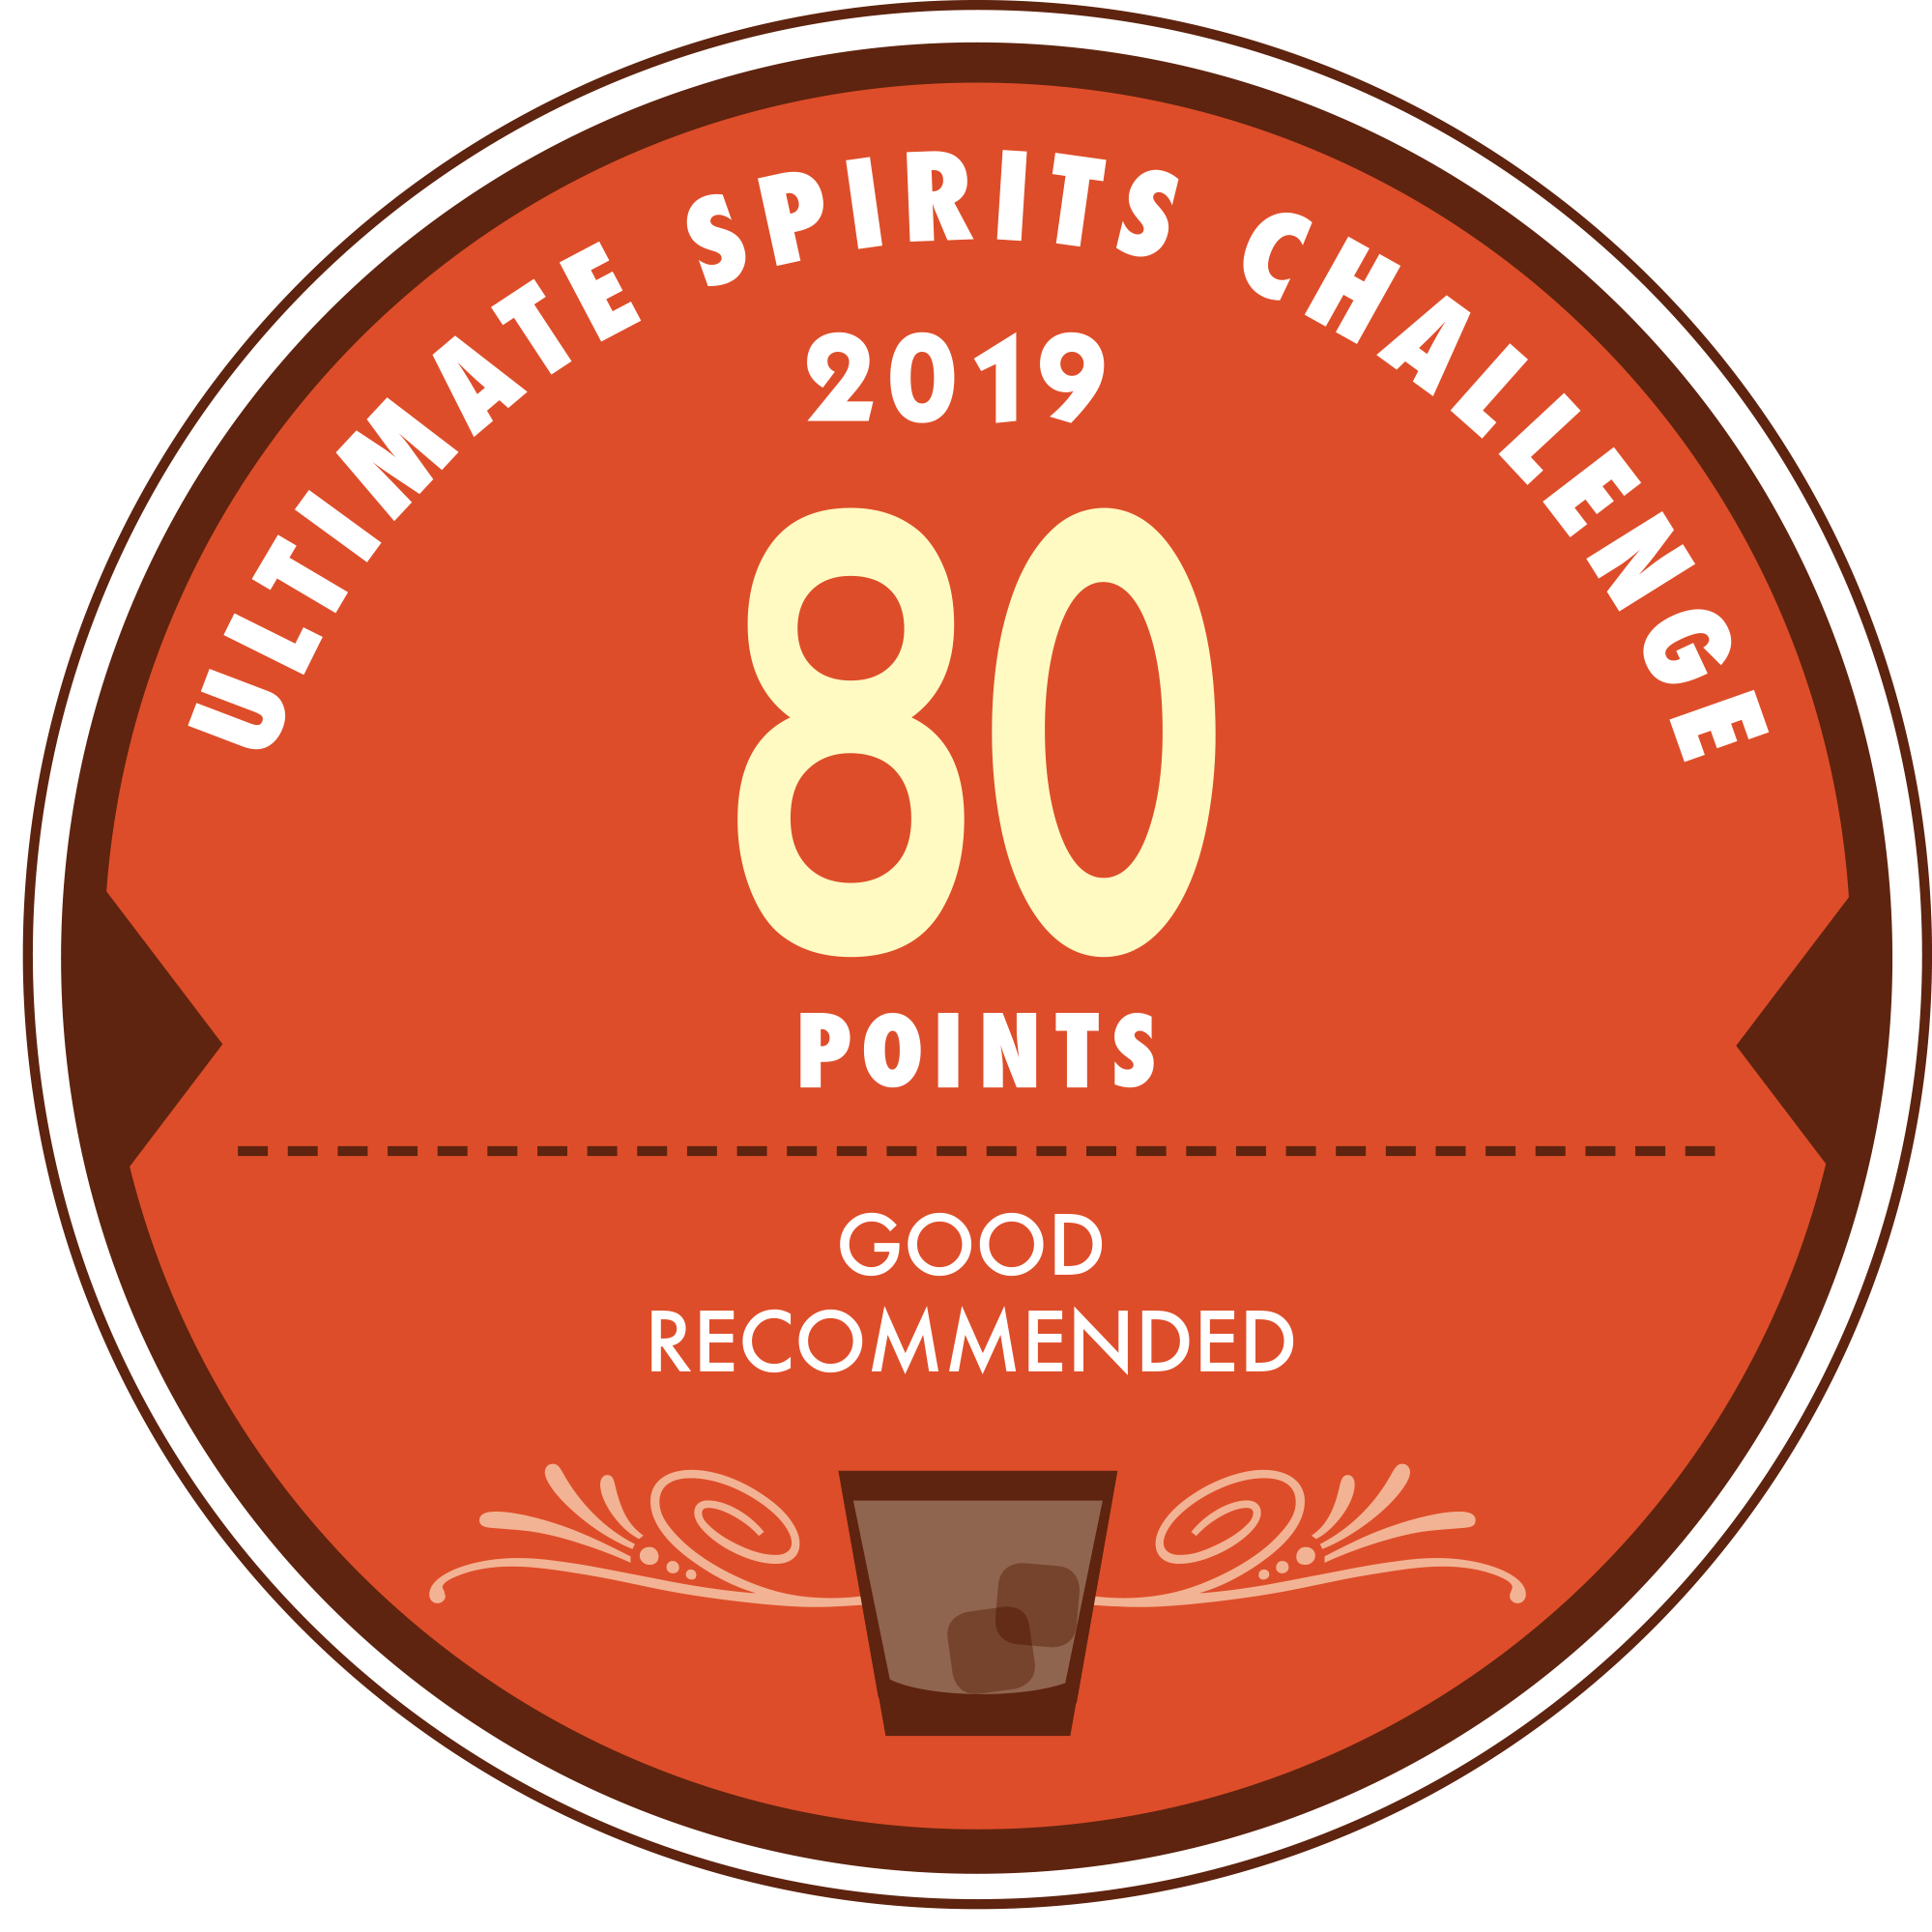 ULTIMATE SPIRITS CHALLENGE
2019
80
POINTS
GOOD
RECOMMENDED